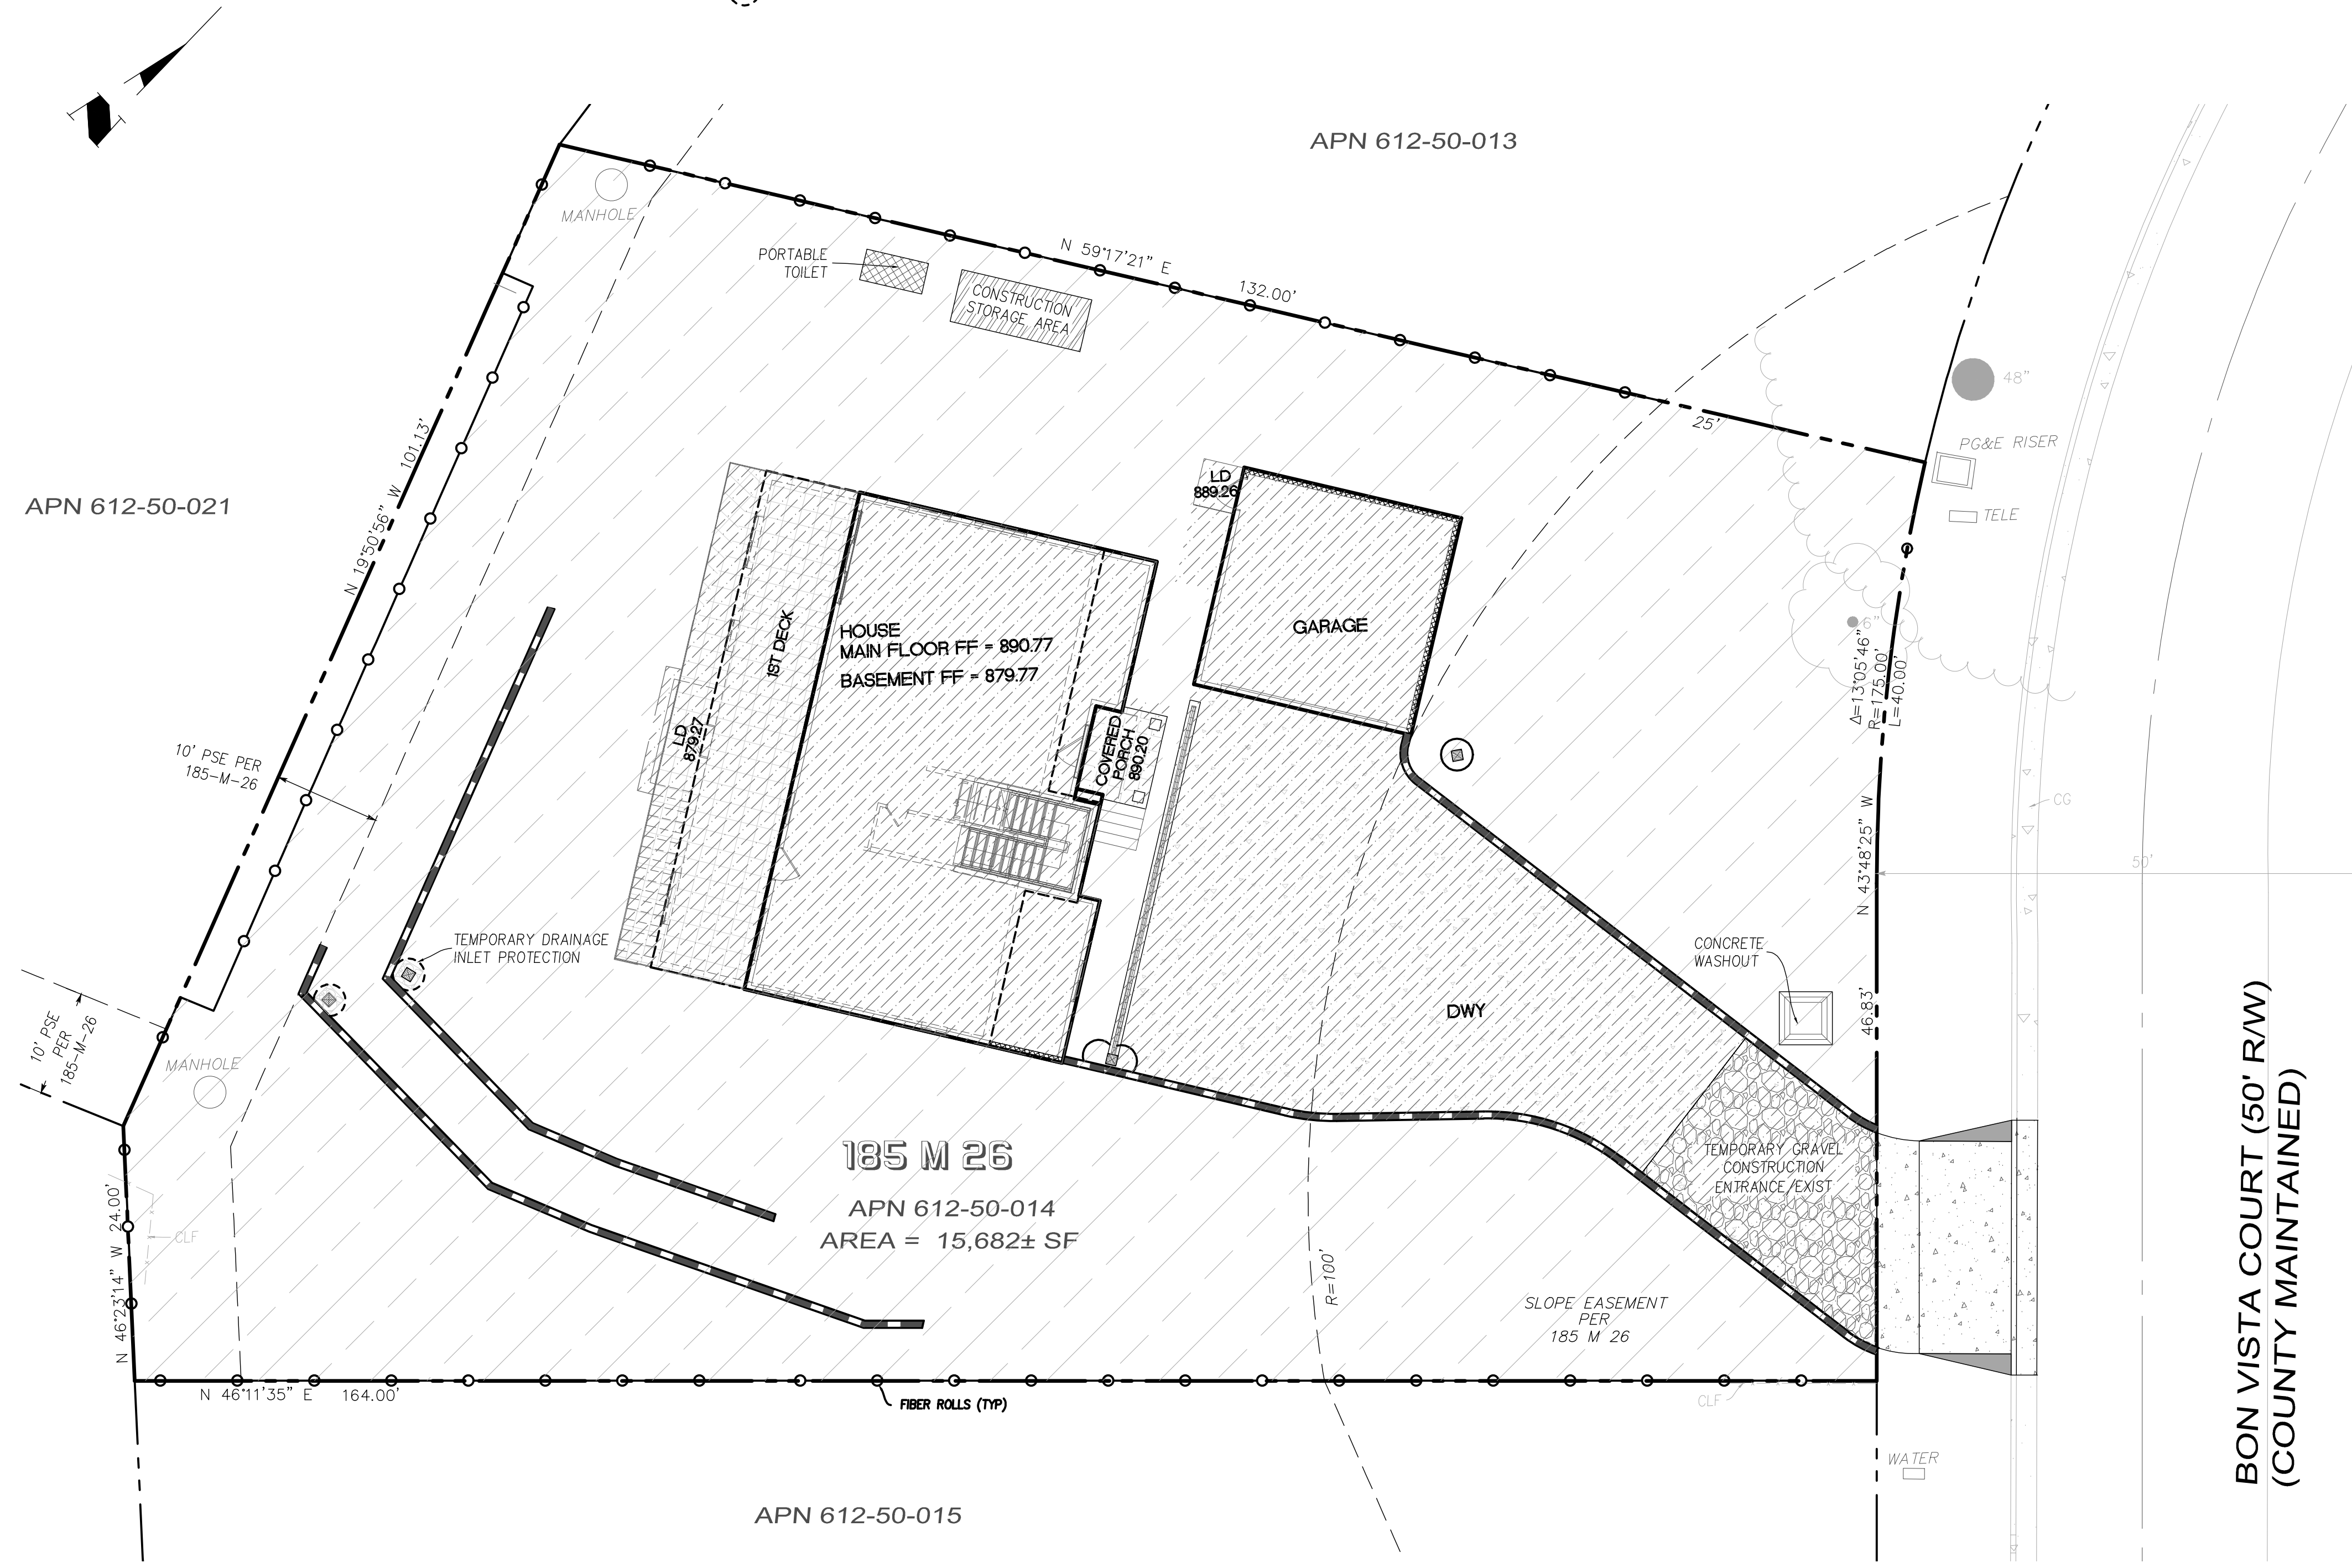 APN 612-50-013
MANHOLE
PORTABLE
TOILET
CONSTRUCTION
STORAGE AREA
N 59°17'21" E
132.00'
25'
48"
PG&E RISER
TELE
APN 612-50-021
N 19°50'56" W 101.13'
LD
889.26
GARAGE
1ST DECK
HOUSE
MAIN FLOOR FF = 890.77
BASEMENT FF = 879.77
LD
879.27
COVERED
PORCH
890.20
6"
Δ=13°05'46"
R=175.00'
L=40.00'
10' PSE PER
185-M-26
CG
50'
N 43°48'25" W 46.83'
TEMPORARY DRAINAGE
INLET PROTECTION
CONCRETE
WASHOUT
DWY
10' PSE
PER
185-M-26
MANHOLE
185 M 26
APN 612-50-014
AREA = 15,682± SF
TEMPORARY GRAVEL
CONSTRUCTION
ENTRANCE/EXIST
CLF
N 46°23'14" W 24.00'
R=100'
SLOPE EASEMENT
PER
185 M 26
N 46°11'35" E 164.00'
FIBER ROLLS (TYP)
CLF
WATER
APN 612-50-015
BON VISTA COURT (50' R/W)
(COUNTY MAINTAINED)